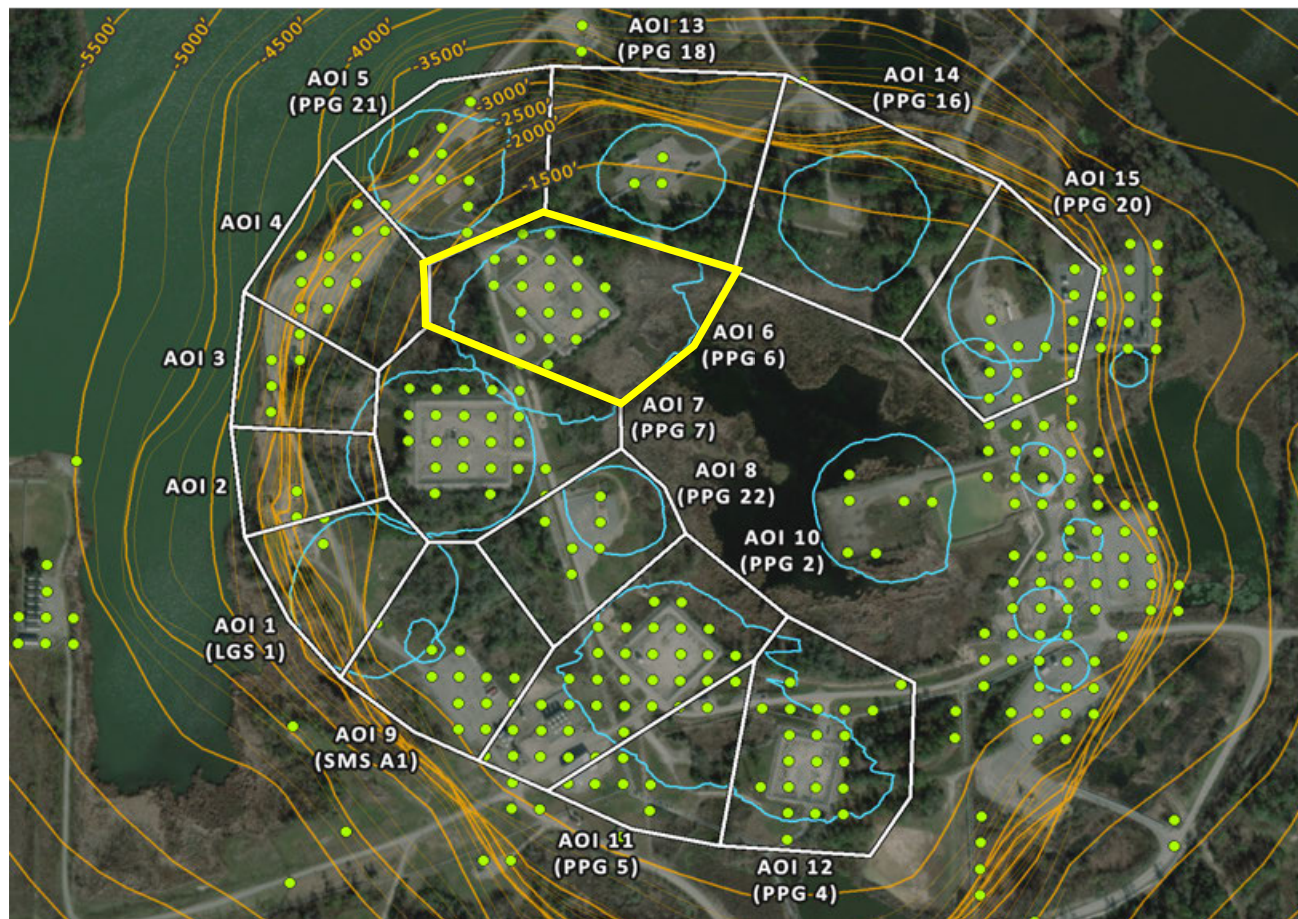 -5500'
-5000'
-4500'
-4000'
-3500'
-3000'
-2500'
-2000'
-1500'
AOI 13
(PPG 18)
AOI 14
(PPG 16)
AOI 5
(PPG 21)
AOI 15
(PPG 20)
AOI 4
AOI 6
(PPG 6)
AOI 3
AOI 7
(PPG 7)
AOI 8
(PPG 22)
AOI 2
AOI 10
(PPG 2)
AOI 1
(LGS 1)
AOI 9
(SMS A1)
AOI 11
(PPG 5)
AOI 12
(PPG 4)